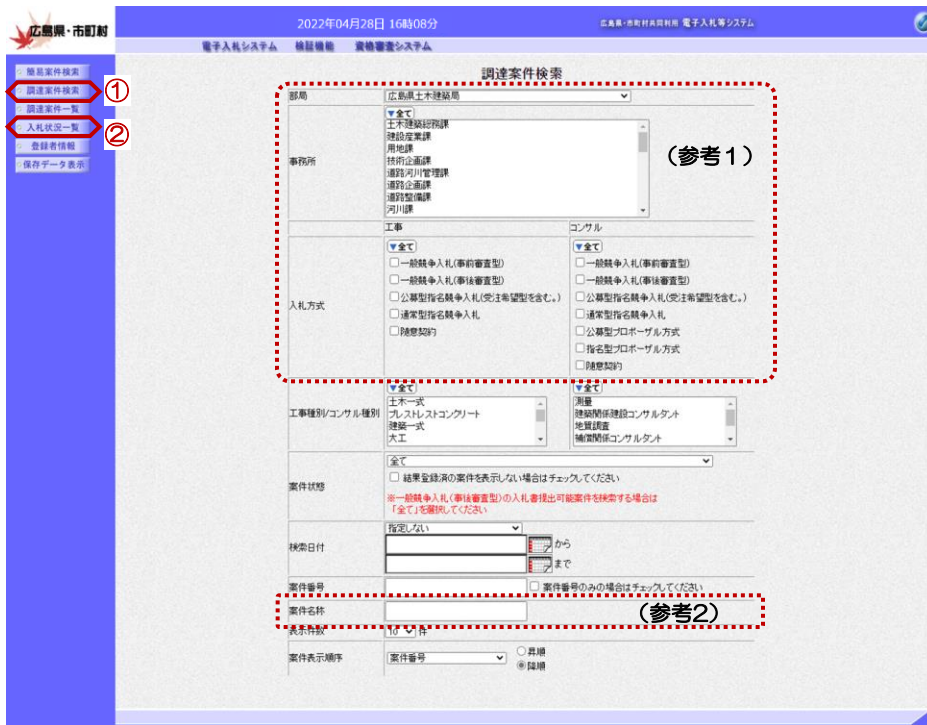 広島県・市町村
2022年04月28日 16時08分
広島県・市町村共同利用 電子入札等システム
電子入札システム 検証機能 資格審査システム
簡易案件検索
調達案件検索
①
調達案件一覧
入札状況一覧
②
登録者情報
保存データ表示
調達案件検索
部局
広島県土木建築局
事務所
▼全て
土木建築総務課
建設産業課
用地課
技術企画課
道路河川管理課
道路企画課
道路整備課
河川課
(参考1)
工事 コンサル
入札方式
▼全て
一般競争入札(事前審査型)
一般競争入札(事後審査型)
公募型指名競争入札(受注希望型を含む。)
通常型指名競争入札
随意契約
▼全て
一般競争入札(事前審査型)
一般競争入札(事後審査型)
公募型指名競争入札(受注希望型を含む。)
通常型指名競争入札
公募型プロポーザル方式
指名型プロポーザル方式
随意契約
工事種別/コンサル種別
▼全て
土木一式
プレストレストコンクリート
建築一式
大工
▼全て
測量
建築関係建設コンサルタント
地質調査
補償関係コンサルタント
案件状態
全て
結果登録済の案件を表示しない場合はチェックしてください
※一般競争入札(事後審査型)の入札書提出可能案件を検索する場合は
「全て」を選択してください
検索日付
指定しない
から
まで
案件番号
案件番号のみの場合はチェックしてください
案件名称
(参考2)
表示件数
10 件
案件表示順序
案件番号
昇順
降順